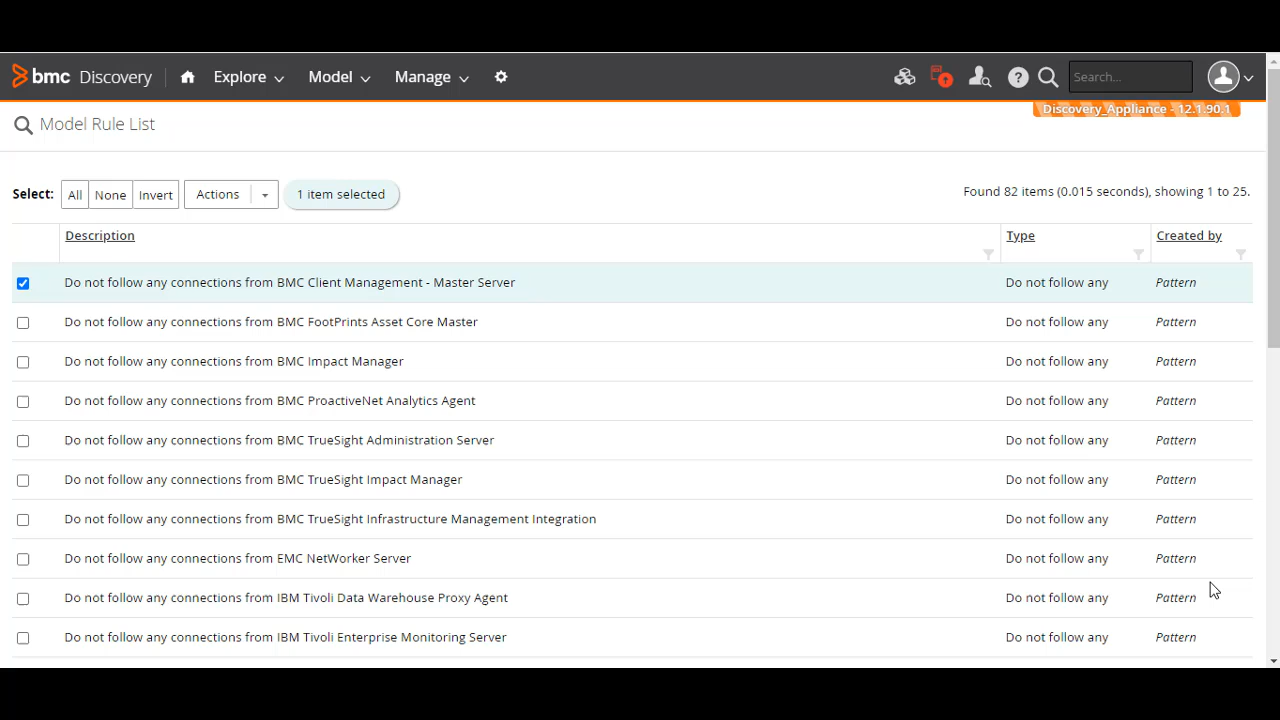 bmc Discovery Explore Model Manage Search...
Discovery_Appliance - 12.1.90.1
Model Rule List
Select: All None Invert Actions 1 item selected Found 82 items (0.015 seconds), showing 1 to 25.
Description Type Created by
Do not follow any connections from BMC Client Management - Master Server Do not follow any Pattern
Do not follow any connections from BMC FootPrints Asset Core Master Do not follow any Pattern
Do not follow any connections from BMC Impact Manager Do not follow any Pattern
Do not follow any connections from BMC ProactiveNet Analytics Agent Do not follow any Pattern
Do not follow any connections from BMC TrueSight Administration Server Do not follow any Pattern
Do not follow any connections from BMC TrueSight Impact Manager Do not follow any Pattern
Do not follow any connections from BMC TrueSight Infrastructure Management Integration Do not follow any Pattern
Do not follow any connections from EMC NetWorker Server Do not follow any Pattern
Do not follow any connections from IBM Tivoli Data Warehouse Proxy Agent Do not follow any Pattern
Do not follow any connections from IBM Tivoli Enterprise Monitoring Server Do not follow any Pattern